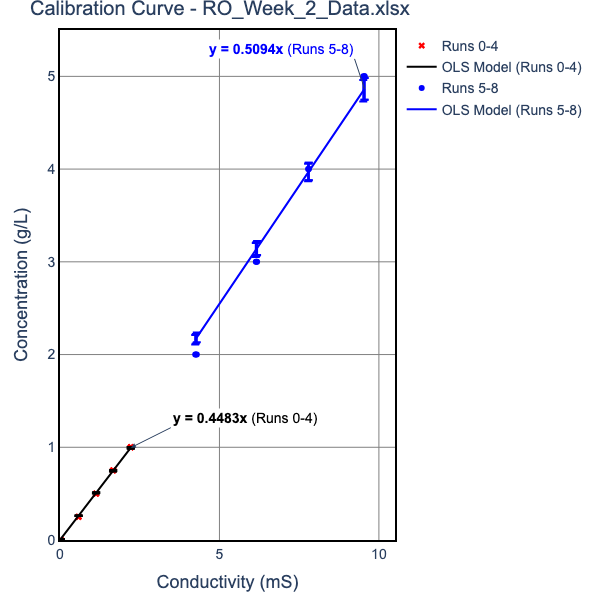 Calibration Curve - RO_Week_2_Data.xlsx
y = 0.5094x (Runs 5-8)
Runs 0-4
OLS Model (Runs 0-4)
Runs 5-8
OLS Model (Runs 5-8)
5
4
3
2
1
0
Concentration (g/L)
y = 0.4483x (Runs 0-4)
0
5
10
Conductivity (mS)